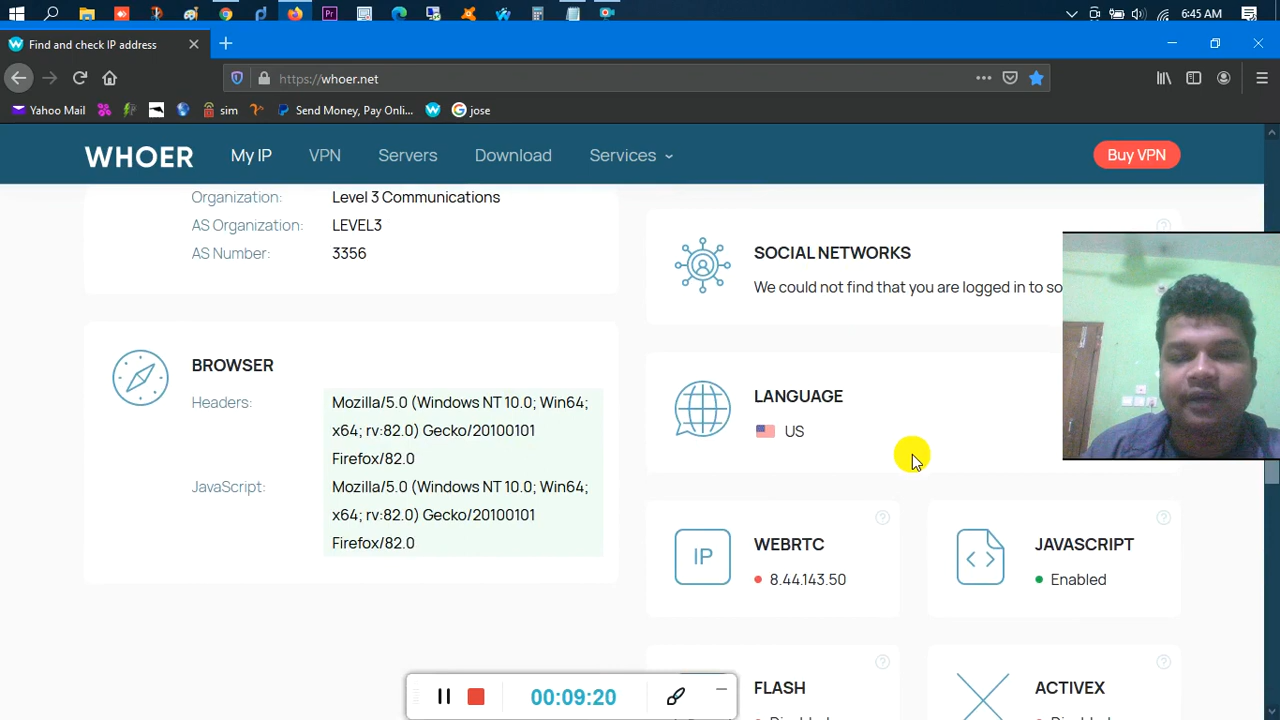 6:45 AM
Find and check IP address
https://whoer.net
Yahoo Mail
sim
Send Money, Pay Onli...
jose
WHOER
My IP
VPN
Servers
Download
Services
Buy VPN
Organization:
Level 3 Communications
AS Organization:
LEVEL3
AS Number:
3356
SOCIAL NETWORKS
We could not find that you are logged in to so
BROWSER
Headers:
Mozilla/5.0 (Windows NT 10.0; Win64;
x64; rv:82.0) Gecko/20100101
Firefox/82.0
JavaScript:
Mozilla/5.0 (Windows NT 10.0; Win64;
x64; rv:82.0) Gecko/20100101
Firefox/82.0
LANGUAGE
US
IP
WEBRTC
8.44.143.50
JAVASCRIPT
Enabled
FLASH
Disabled
ACTIVEX
Disabled
00:09:20